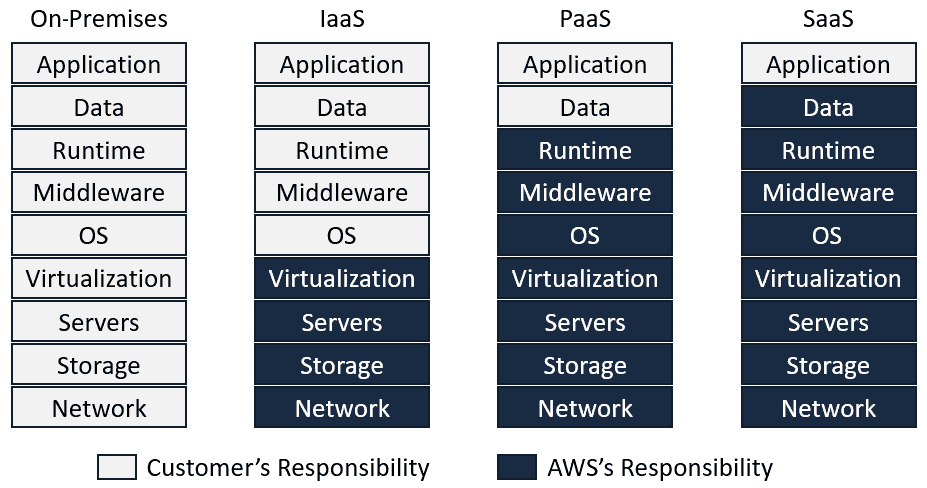 On-Premises
IaaS
PaaS
SaaS
Application
Application
Application
Application
Data
Data
Data
Data
Runtime
Runtime
Runtime
Runtime
Middleware
Middleware
Middleware
Middleware
OS
OS
OS
OS
Virtualization
Virtualization
Virtualization
Virtualization
Servers
Servers
Servers
Servers
Storage
Storage
Storage
Storage
Network
Network
Network
Network
Customer’s Responsibility
AWS’s Responsibility